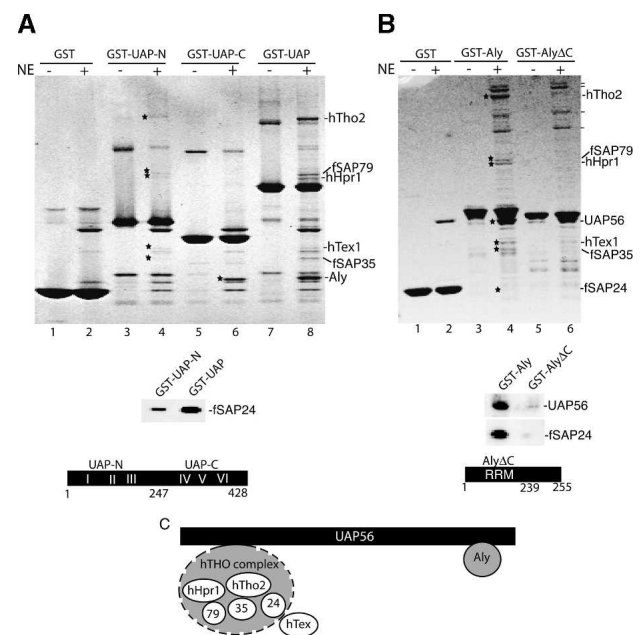 A
GST GST-UAP-N GST-UAP-C GST-UAP
NE - + - + - + - +
-hTho2
fSAP79
-hHpr1
-hTex1
fSAP35
-Aly
1 2 3 4 5 6 7 8
GST-UAP-N
GST-UAP
-fSAP24
UAP-N UAP-C
I II III IV V VI
1 247 428
B
GST GST-Aly GST-AlyΔC
NE - + - + - +
-hTho2
fSAP79
-hHpr1
-UAP56
-hTex1
fSAP35
-fSAP24
1 2 3 4 5 6
GST-Aly
GST-AlyΔC
-UAP56
-fSAP24
AlyΔC
RRM
1 239 255
C
UAP56
hTHO complex
Aly
hHpr1 hTho2
79 35 24
hTex